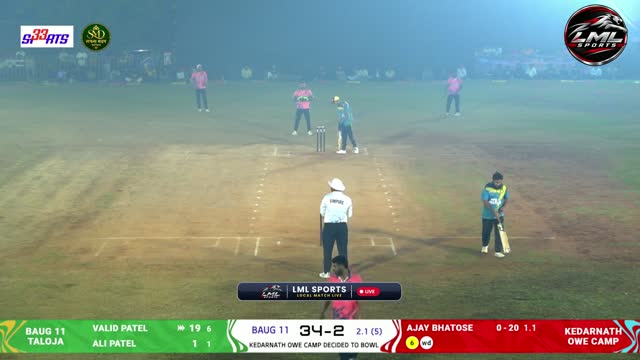 33
SPORTS
S&D
LML
SPORTS
EMPIRE
LML SPORTS
LOCAL MATCH LIVE
LIVE
BAUG 11
TALOJA
VALID PATEL 19 6
ALI PATEL 1 1
BAUG 11 34-2 2.1 (5)
KEDARNATH OWE CAMP DECIDED TO BOWL
AJAY BHATOSE 0 - 20 1.1
6 wd
KEDARNATH
OWE CAMP